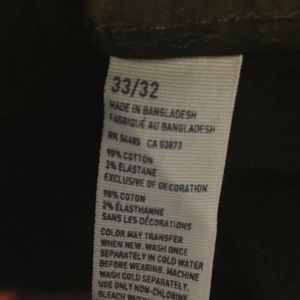 33/32
MADE IN BANGLADESH
FABRIQUÉ AU BANGLADESH
RN 54485 CA 03873
98% COTTON
2% ELASTANE
EXCLUSIVE OF DECORATION
98% COTON
2% ÉLASTHANNE
SANS LES DÉCORATIONS
COLOR MAY TRANSFER
WHEN NEW. WASH ONCE
SEPARATELY IN COLD WATER
BEFORE WEARING. MACHINE
WASH COLD SEPARATELY.
USE ONLY NON-CHLORINE
BLEACH WHEN